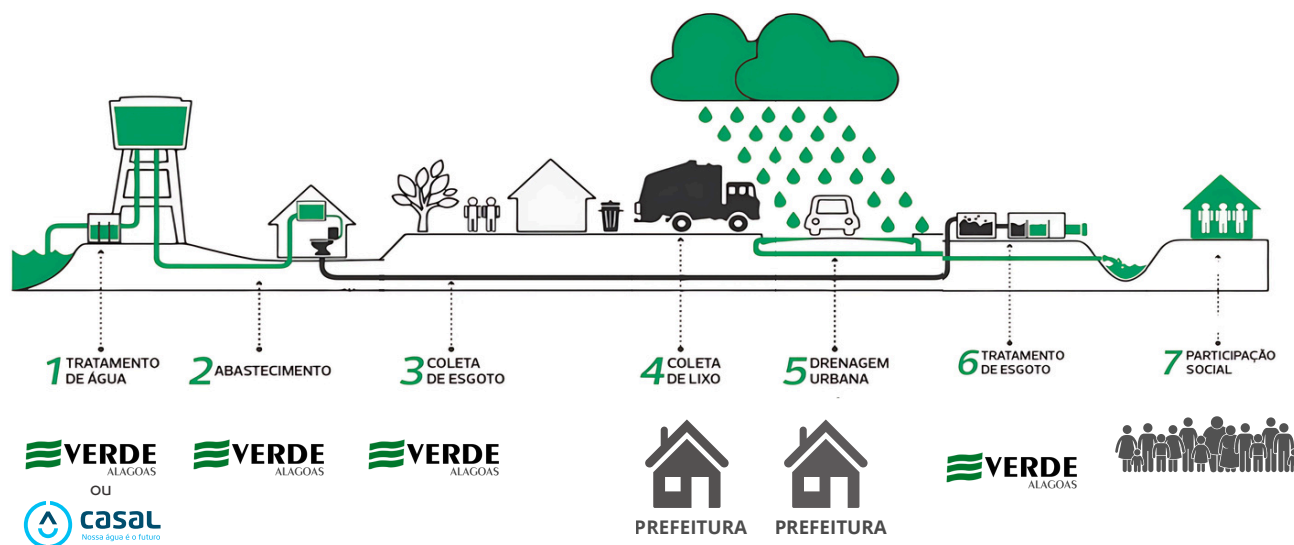 1 TRATAMENTO
DE ÁGUA
2 ABASTECIMENTO
3 COLETA
DE ESGOTO
4 COLETA
DE LIXO
5 DRENAGEM
URBANA
6 TRATAMENTO
DE ESGOTO
7 PARTICIPAÇÃO
SOCIAL
VERDE
ALAGOAS
ou
casal
Nossa água é o futuro
VERDE
ALAGOAS
VERDE
ALAGOAS
PREFEITURA
PREFEITURA
VERDE
ALAGOAS